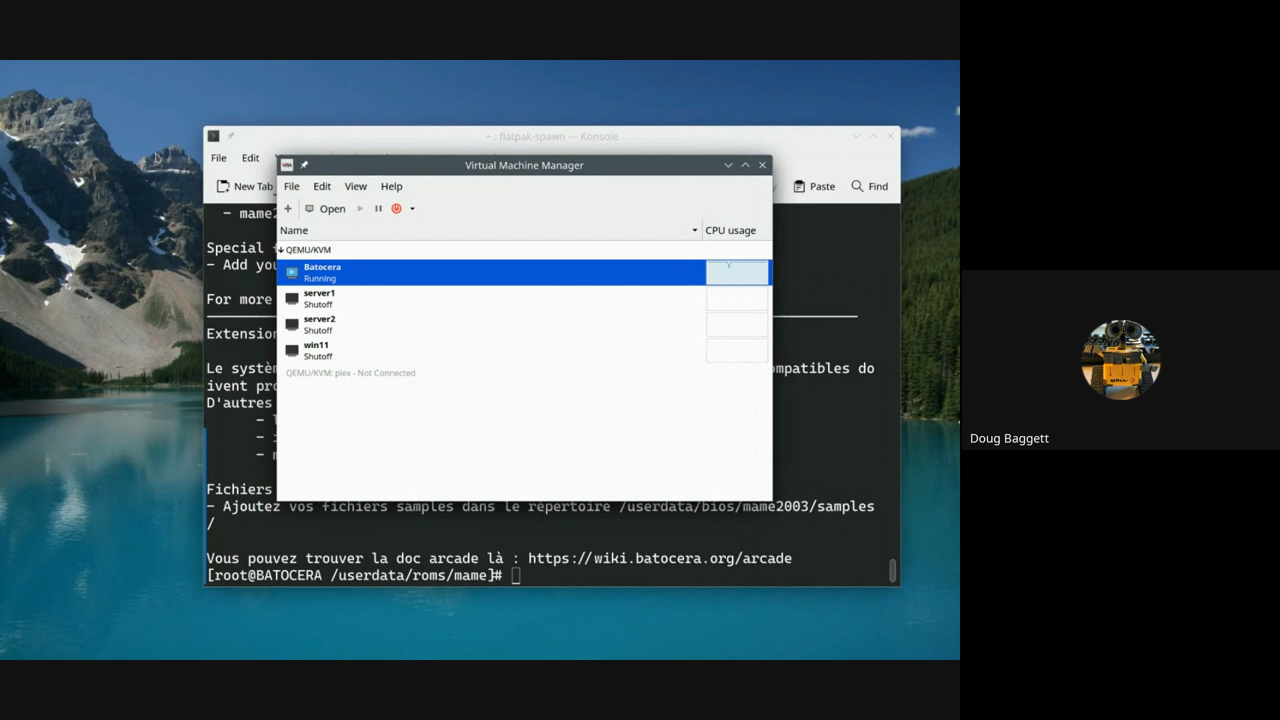 ~ : flatpak-spawn — Konsole
File Edit
New Tab Paste Find
Virtual Machine Manager
File Edit View Help
Open
Name CPU usage
QEMU/KVM
Batocera
Running
server1
Shutoff
server2
Shutoff
win11
Shutoff
QEMU/KVM: plex - Not Connected
Special
- Add you
For more
Extension
Le systèm
ompatibles do
ivent pro
D'autres
Fichiers
- Ajoutez vos fichiers samples dans le répertoire /userdata/bios/mame2003/samples
/
Vous pouvez trouver la doc arcade là : https://wiki.batocera.org/arcade
[root@BATOCERA /userdata/roms/mame]#
Doug Baggett